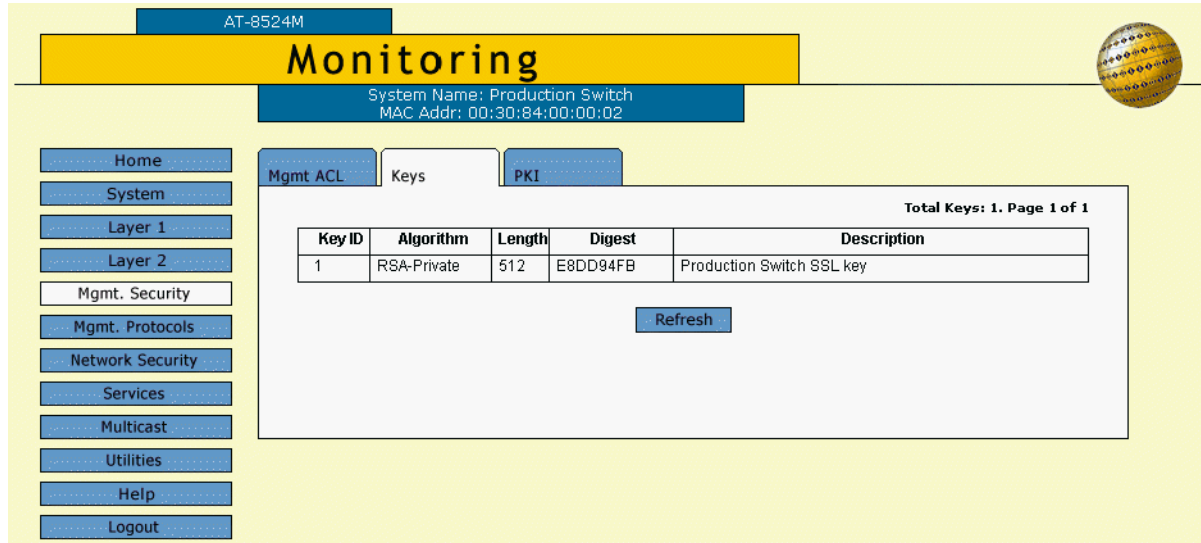 AT-8524M
Monitoring
System Name: Production Switch
MAC Addr: 00:30:84:00:00:02
Home
System
Layer 1
Layer 2
Mgmt. Security
Mgmt. Protocols
Network Security
Services
Multicast
Utilities
Help
Logout
Mgmt ACL Keys PKI
Total Keys: 1. Page 1 of 1
Key ID Algorithm Length Digest Description
1 RSA-Private 512 E8DD94FB Production Switch SSL key
Refresh